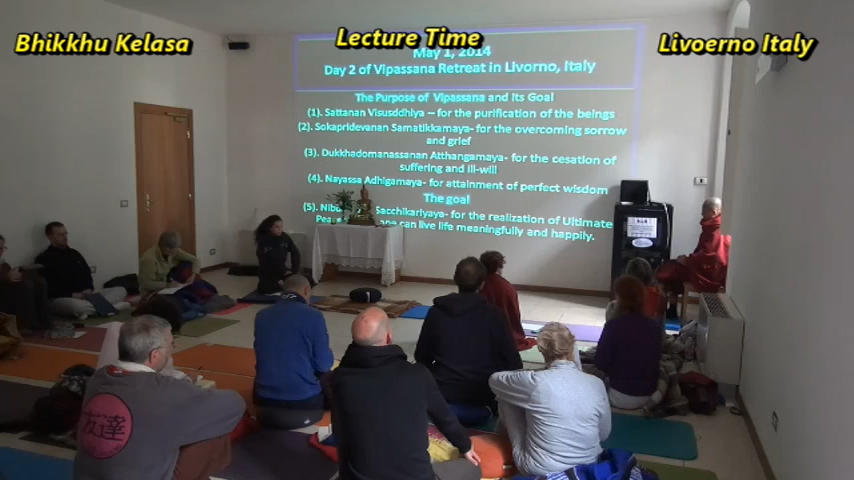 Bhikkhu Kelasa
Lecture Time
Livoerno Italy
May 1, 2014
Day 2 of Vipassana Retreat in Livorno, Italy
The Purpose of Vipassana and Its Goal
(1). Sattanan Visusddhiya – for the purification of the beings
(2). Sokapridevanan Samatikkamaya- for the overcoming sorrow
and grief
(3). Dukkhadomanassanan Atthangamaya- for the cesation of
suffering and ill-will
(4). Nayassa Adhigamaya- for attainment of perfect wisdom
The goal
(5). Sacchikariyaya- for the realization of Ultimate
can live life meaningfully and happily.
達